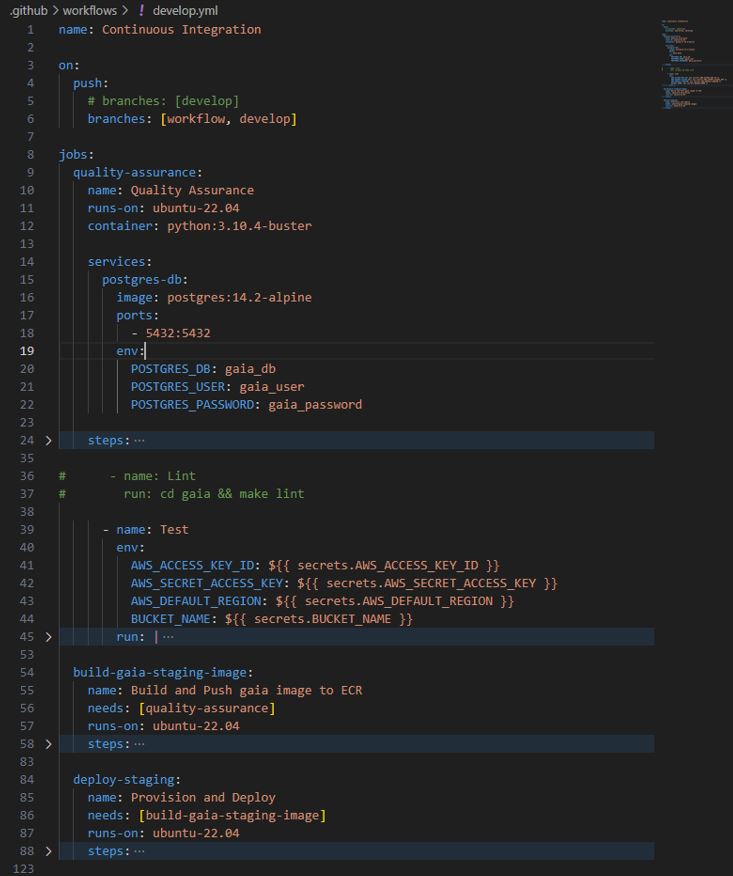 .github > workflows > ! develop.yml
1 name: Continuous Integration
2
3 on:
4 push:
5 # branches: [develop]
6 branches: [workflow, develop]
7
8 jobs:
9 quality-assurance:
10 name: Quality Assurance
11 runs-on: ubuntu-22.04
12 container: python:3.10.4-buster
13
14 services:
15 postgres-db:
16 image: postgres:14.2-alpine
17 ports:
18 - 5432:5432
19 env:
20 POSTGRES_DB: gaia_db
21 POSTGRES_USER: gaia_user
22 POSTGRES_PASSWORD: gaia_password
23
24 > steps: ···
35
36 # - name: Lint
37 # run: cd gaia && make lint
38
39 - name: Test
40 env:
41 AWS_ACCESS_KEY_ID: ${{ secrets.AWS_ACCESS_KEY_ID }}
42 AWS_SECRET_ACCESS_KEY: ${{ secrets.AWS_SECRET_ACCESS_KEY }}
43 AWS_DEFAULT_REGION: ${{ secrets.AWS_DEFAULT_REGION }}
44 BUCKET_NAME: ${{ secrets.BUCKET_NAME }}
45 > run: | ···
53
54 build-gaia-staging-image:
55 name: Build and Push gaia image to ECR
56 needs: [quality-assurance]
57 runs-on: ubuntu-22.04
58 > steps: ···
83
84 deploy-staging:
85 name: Provision and Deploy
86 needs: [build-gaia-staging-image]
87 runs-on: ubuntu-22.04
88 > steps: ···
123